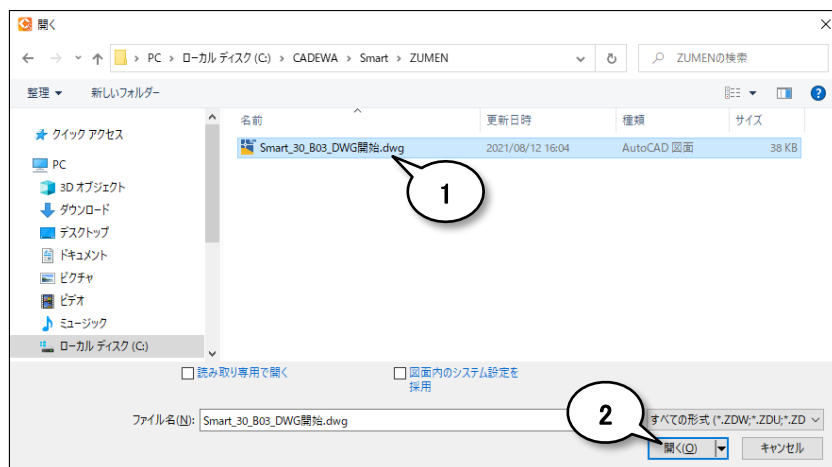 開く
PC › ローカル ディスク (C:) › CADEWA › Smart › ZUMEN
ZUMENの検索
整理 新しいフォルダー
名前 更新日時 種類 サイズ
Smart_30_B03_DWG開始.dwg 2021/08/12 16:04 AutoCAD 図面 38 KB
クイック アクセス
PC
3D オブジェクト
ダウンロード
デスクトップ
ドキュメント
ピクチャ
ビデオ
ミュージック
ローカル ディスク (C:)
1
読み取り専用で開く
図面内のシステム設定を
採用
ファイル名(N): Smart_30_B03_DWG開始.dwg
2
すべての形式 (*.ZDW;*.ZDU;*.ZD
開く(O) キャンセル